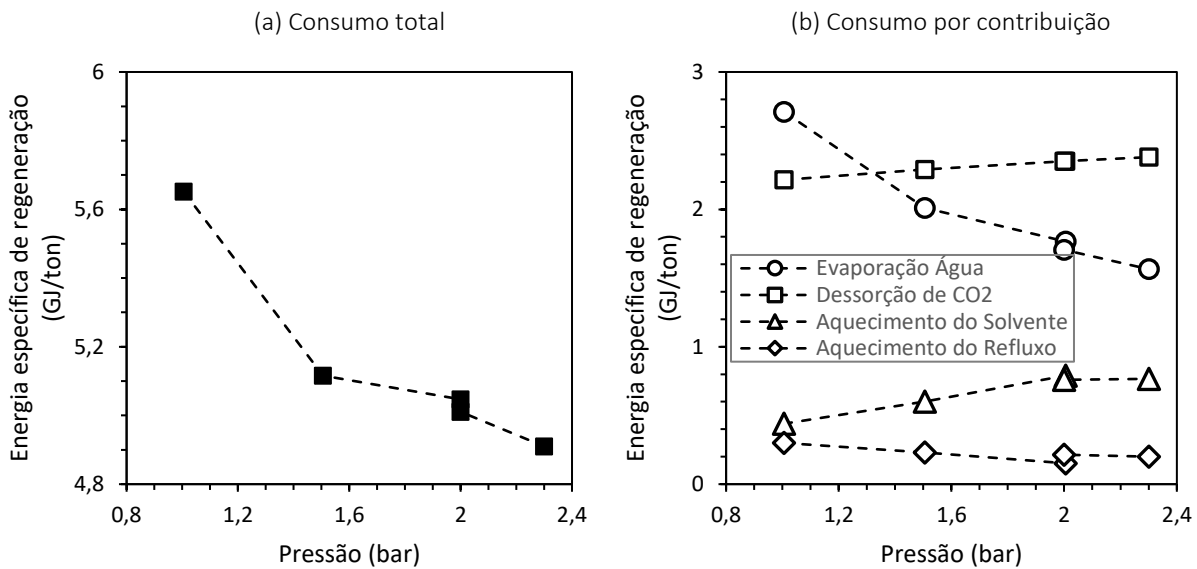 (a) Consumo total
Energia específica de regeneração
(GJ/ton)
6
5,6
5,2
4,8
0,8
1,2
1,6
2
2,4
Pressão (bar)
(b) Consumo por contribuição
Energia específica de regeneração
(GJ/ton)
3
2
1
0
Evaporação Água
Dessorção de CO2
Aquecimento do Solvente
Aquecimento do Refluxo
0,8
1,2
1,6
2
2,4
Pressão (bar)